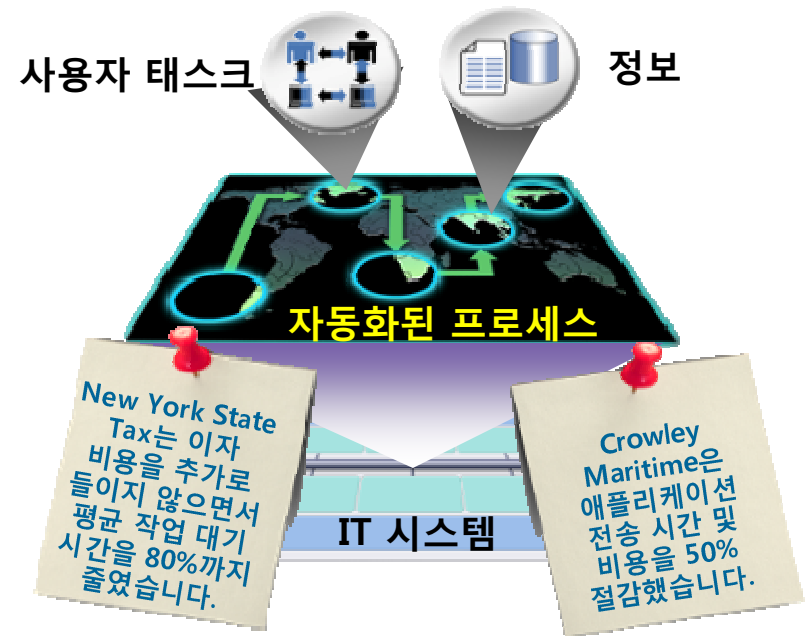 사용자 태스크
정보
자동화된 프로세스
New York State
Tax는 이자
비용을 추가로
들이지 않으면서
평균 작업 대기
시간을 80%까지
줄였습니다.
Crowley
Maritime은
애플리케이션
전송 시간 및
비용을 50%
절감했습니다.
IT 시스템